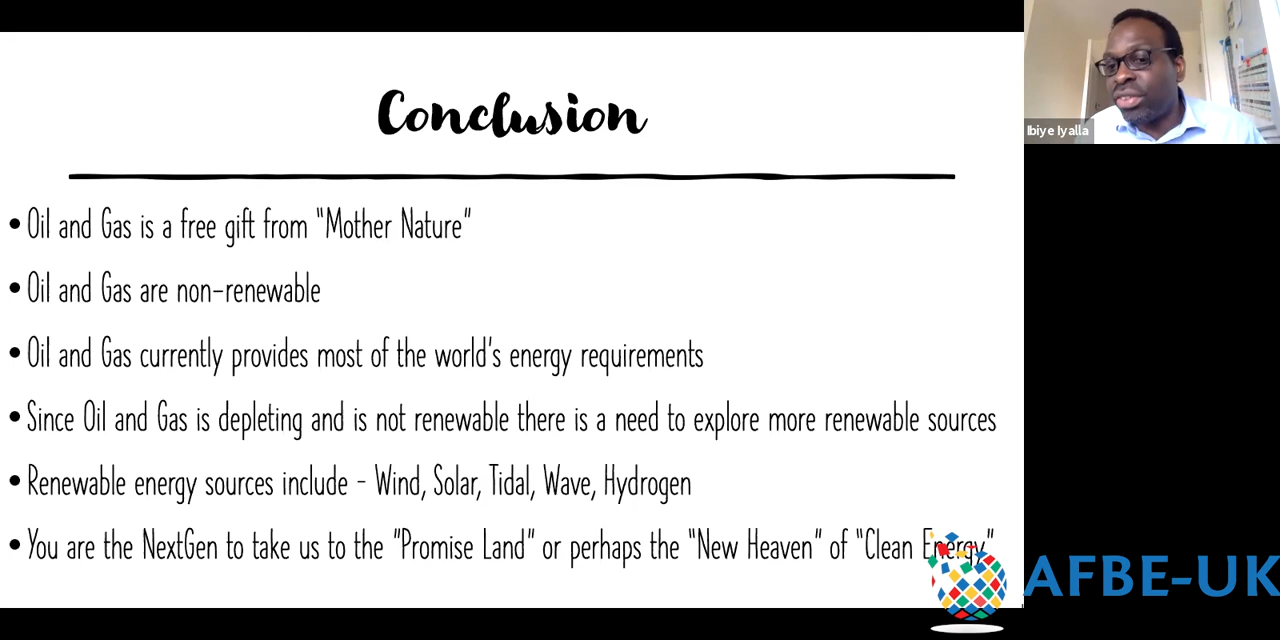 Conclusion
• Oil and Gas is a free gift from "Mother Nature"
• Oil and Gas are non-renewable
• Oil and Gas currently provides most of the world's energy requirements
• Since Oil and Gas is depleting and is not renewable there is a need to explore more renewable sources
• Renewable energy sources include - Wind, Solar, Tidal, Wave, Hydrogen
• You are the NextGen to take us to the "Promise Land" or perhaps the "New Heaven" of "Clean Energy"
Ibiye Iyalla
AFBE-UK